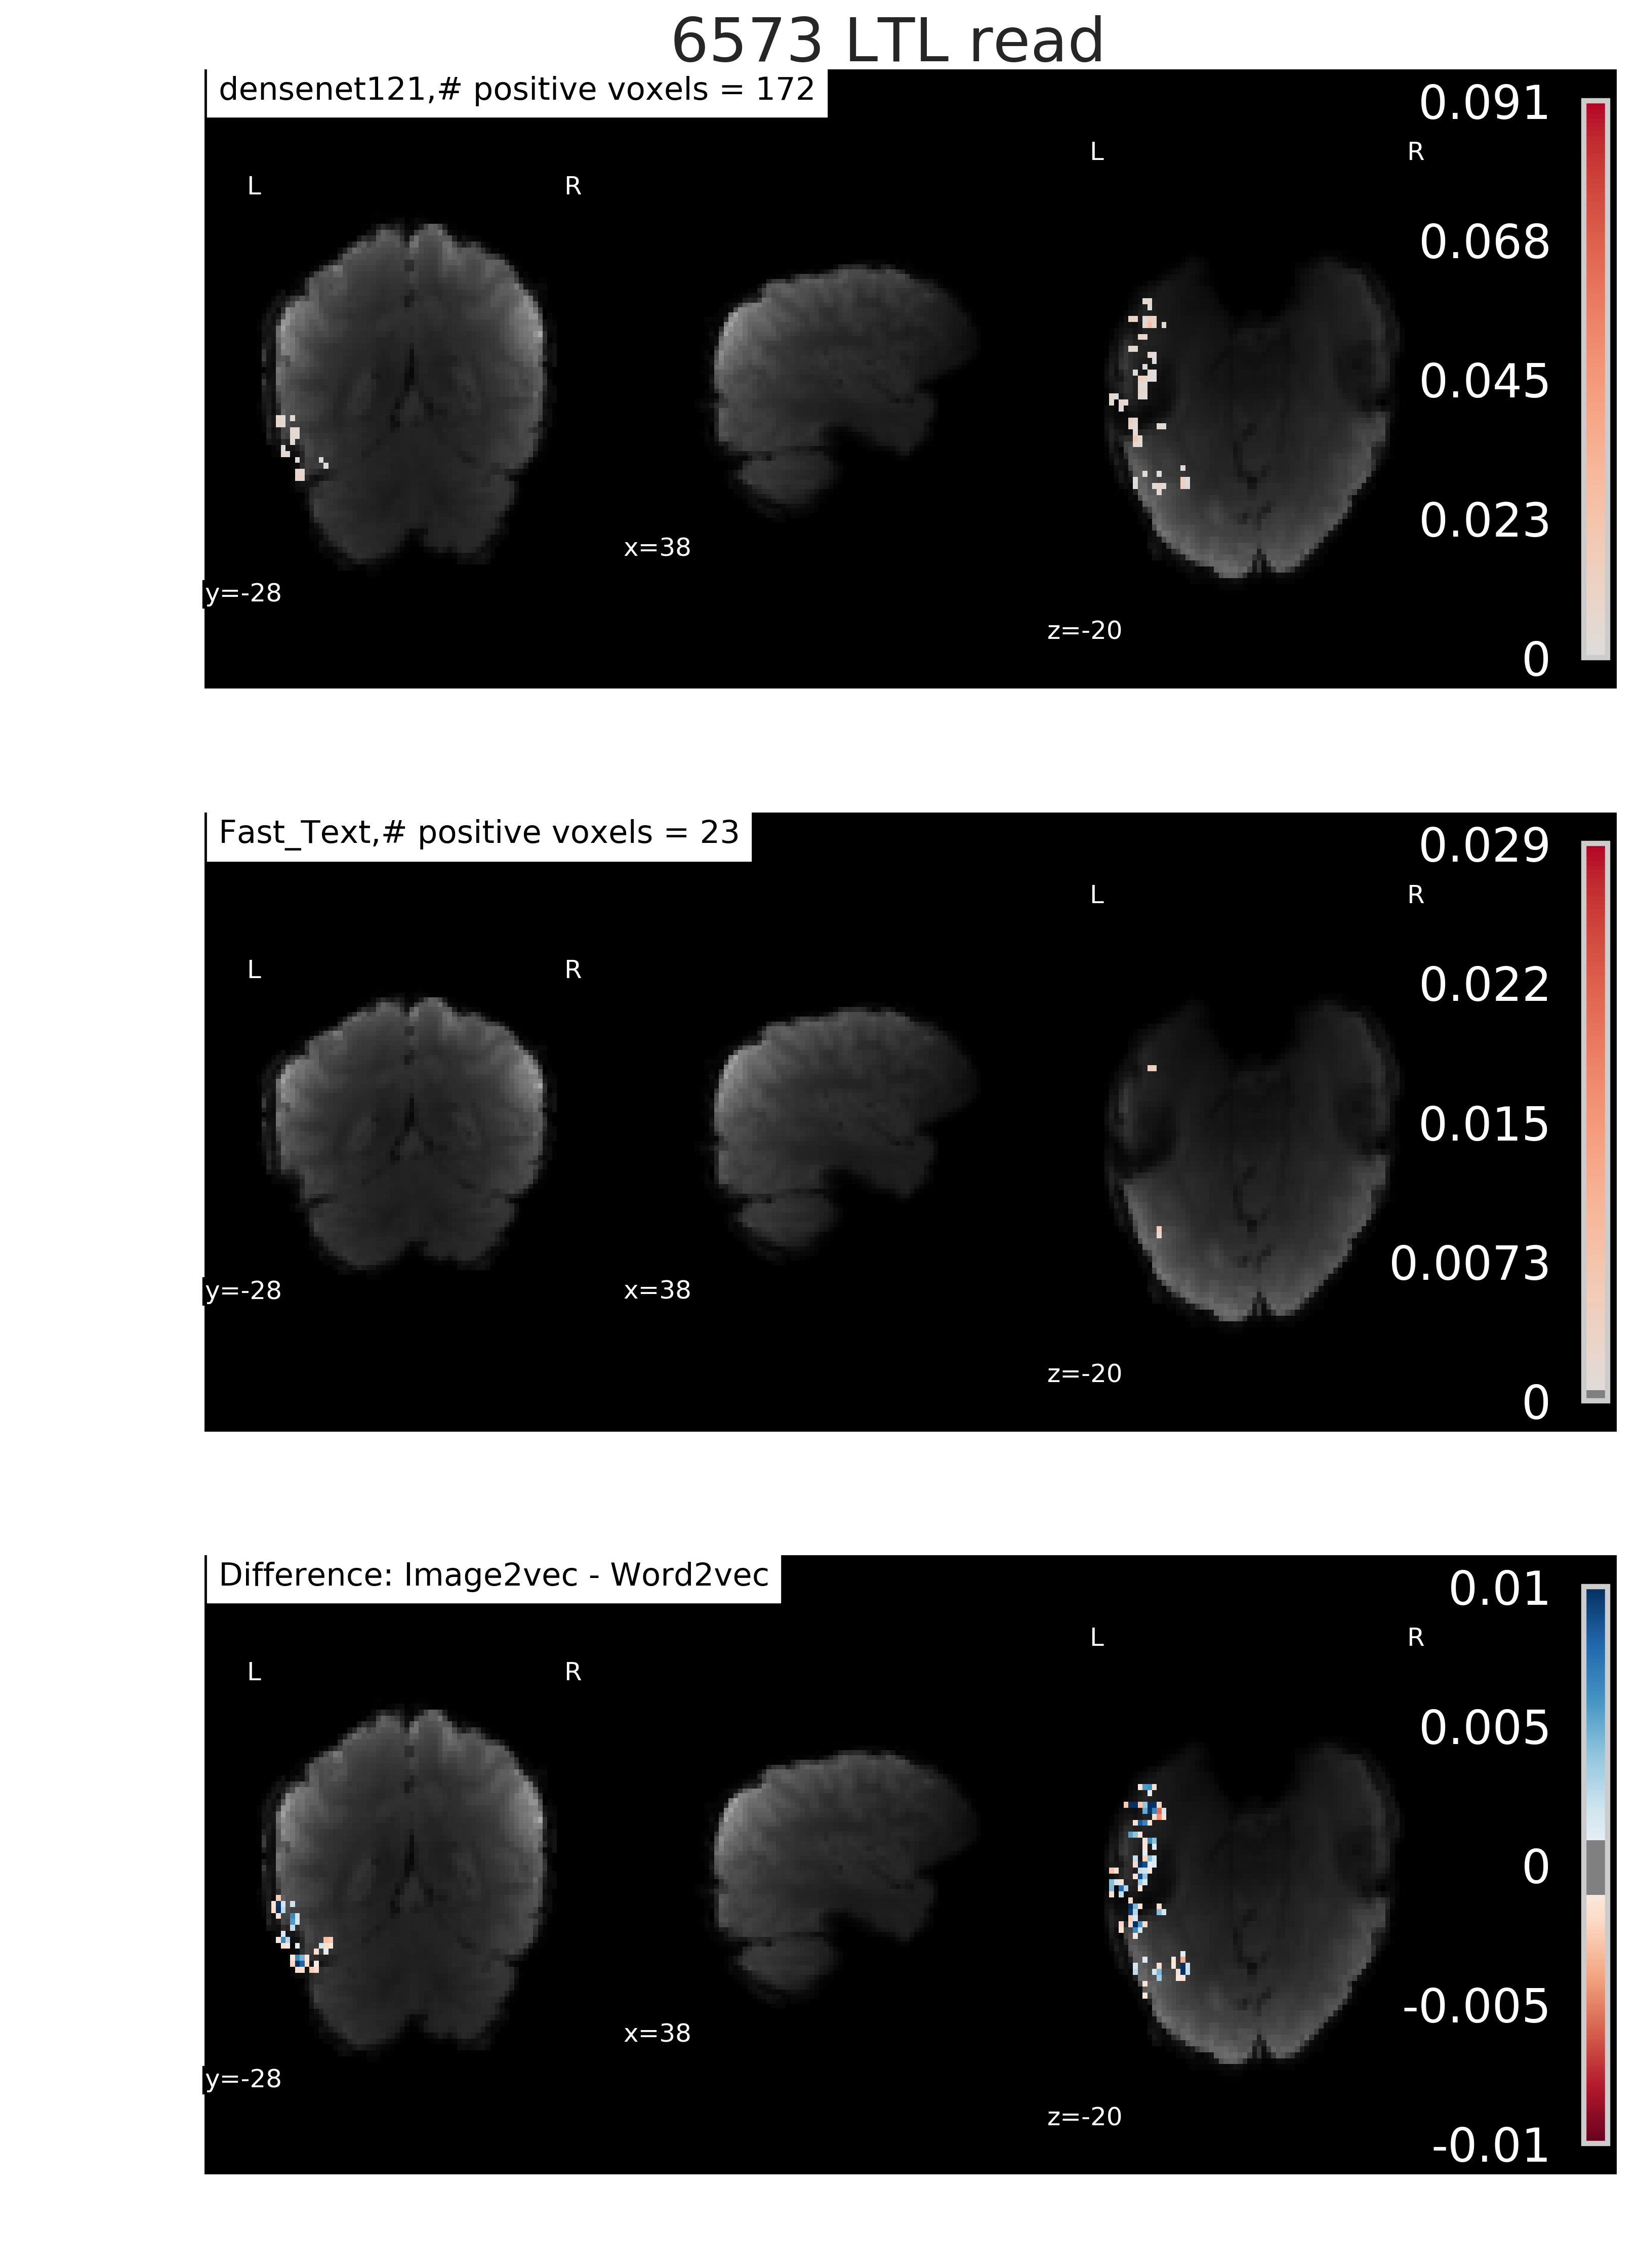 6573 LTL read
densenet121,# positive voxels = 172
0.091
L R
L R
0.068
0.045
0.023
x=38
y=-28
z=-20
0
Fast_Text,# positive voxels = 23
0.029
L R
L R
0.022
0.015
0.0073
x=38
y=-28
z=-20
0
Difference: Image2vec - Word2vec
0.01
L R
L R
0.005
0
-0.005
x=38
y=-28
z=-20
-0.01